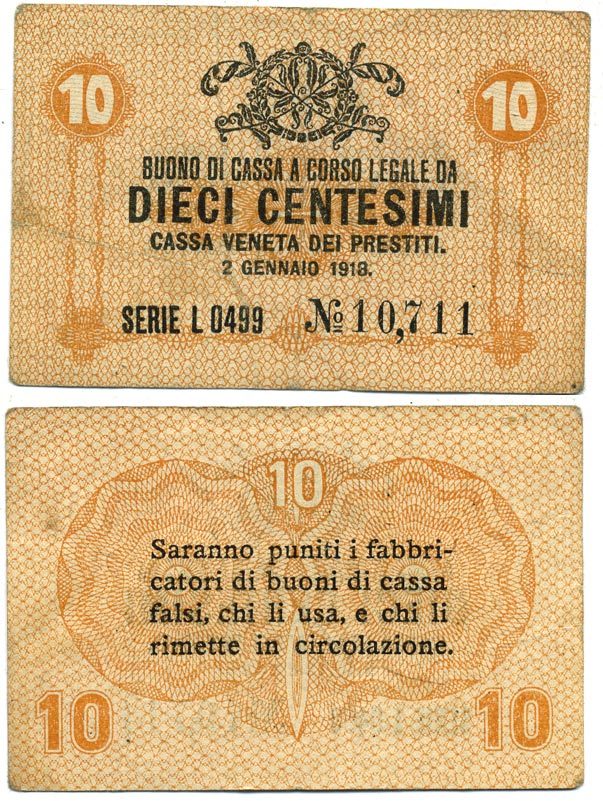 10 10
BUONO DI CASSA A CORSO LEGALE DA
DIECI CENTESIMI
CASSA VENETA DEI PRESTITI.
2 GENNAIO 1918.
SERIE L 0499 № 10,711
10
Saranno puniti i fabbri-
catori di buoni di cassa
falsi, chi li usa, e chi li
rimette in circolazione.
10 10